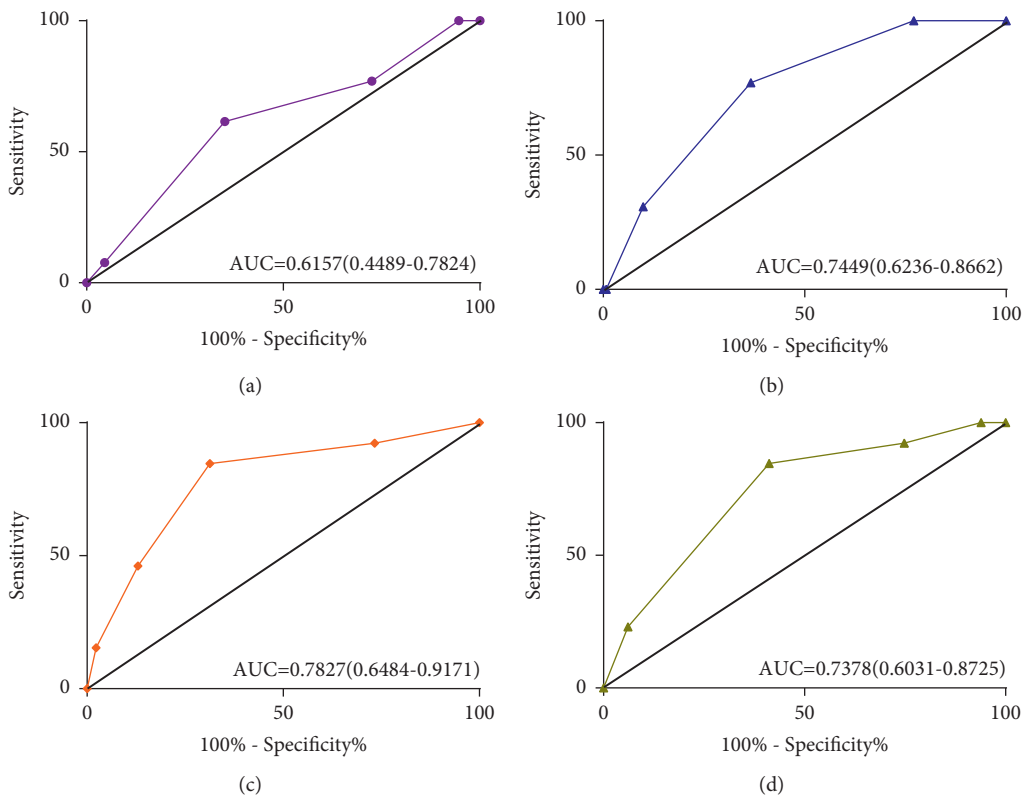 100
50
0
Sensitivity
AUC=0.6157(0.4489-0.7824)
0
50
100
100% - Specificity%
(a)
100
50
0
Sensitivity
AUC=0.7449(0.6236-0.8662)
0
50
100
100% - Specificity%
(b)
100
50
0
Sensitivity
AUC=0.7827(0.6484-0.9171)
0
50
100
100% - Specificity%
(c)
100
50
0
Sensitivity
AUC=0.7378(0.6031-0.8725)
0
50
100
100% - Specificity%
(d)